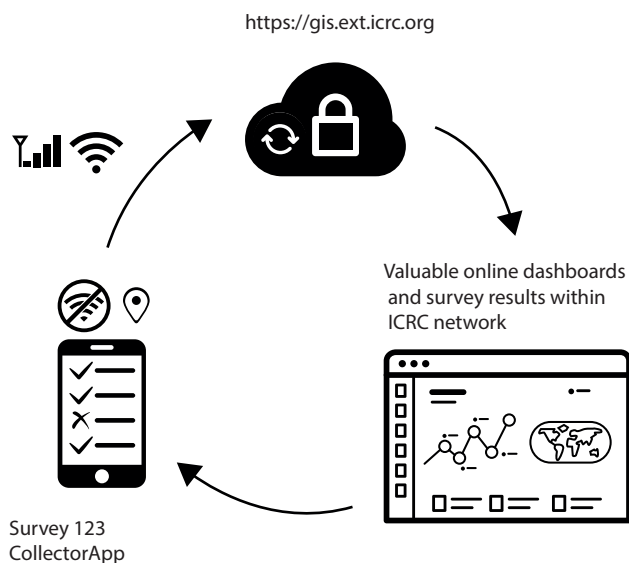 https://gis.ext.icrc.org
Valuable online dashboards
and survey results within
ICRC network
Survey 123
CollectorApp